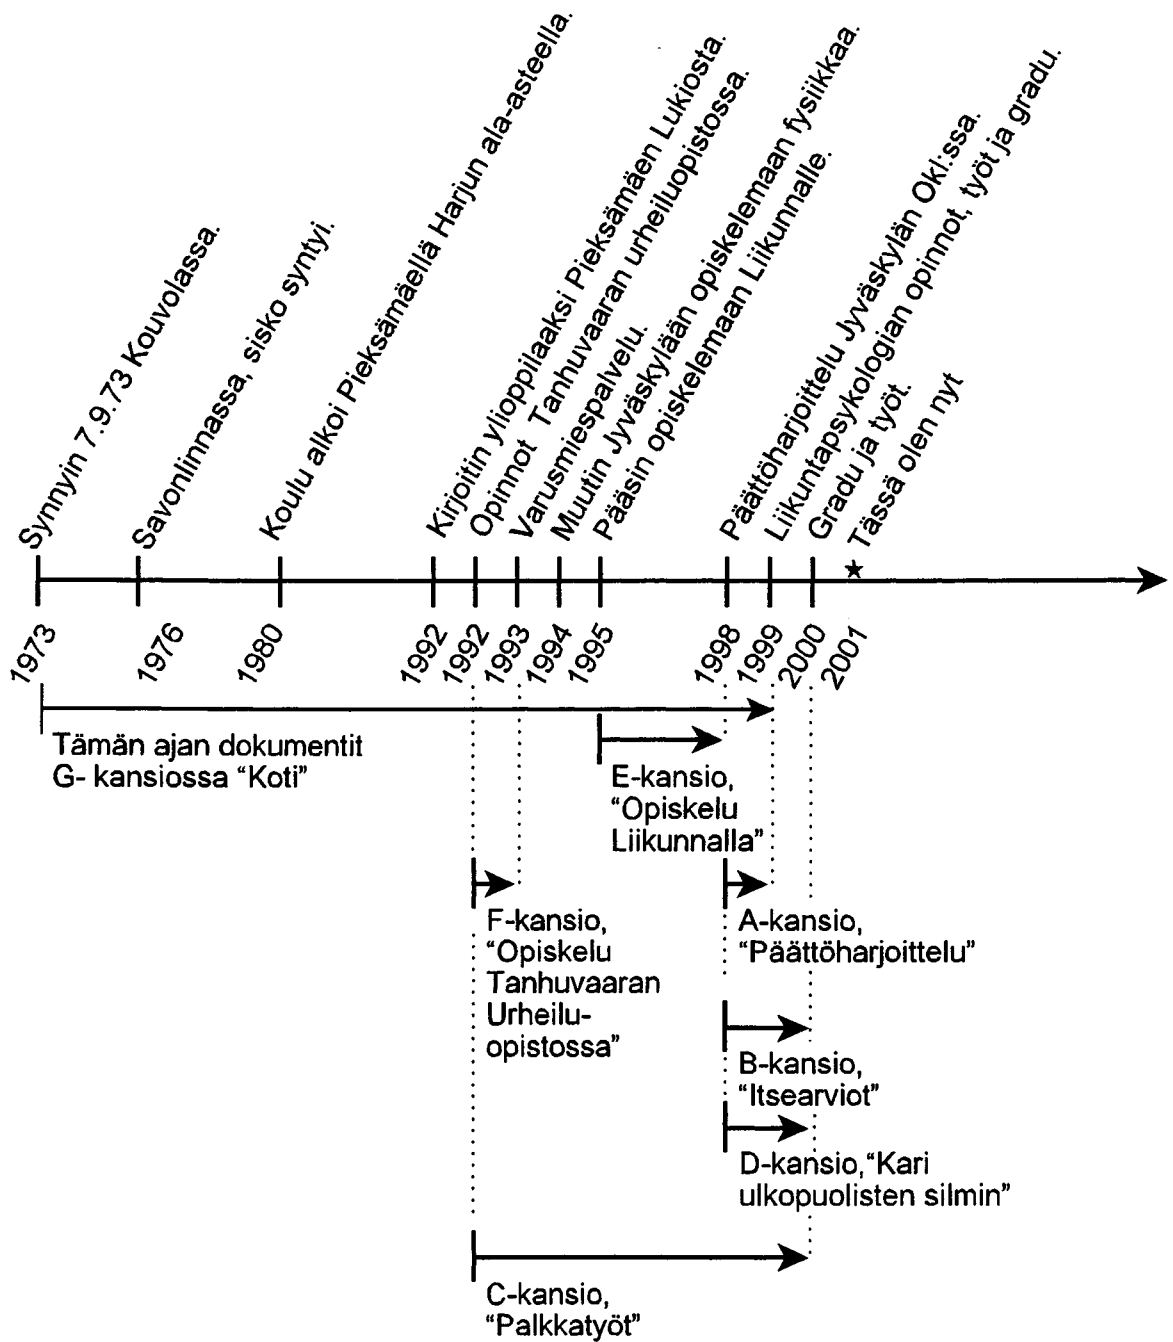 Synnyin 7.9.73 Kouvolassa.
Savonlinnassa, sisko syntyi.
Koulu alkoi Pieksämäellä Harjun ala-asteella.
Kirjoitin ylioppilaaksi Pieksämäen Lukiosta.
Opinnot Tanhuvaaran urheiluopistossa.
Varusmiespalvelu.
Muutin Jyväskylään opiskelemaan fysiikkaa.
Pääsin opiskelemaan Liikunnalle.
Päättöharjoittelu Jyväskylän Okl:ssa.
Liikuntapsykologian opinnot, työt ja gradu.
Gradu ja työt.
Tässä olen nyt
1973
1976
1980
1992
1992
1993
1994
1995
1998
1999
2000
2001
Tämän ajan dokumentit
G- kansiossa “Koti”
E-kansio,
“Opiskelu
Liikunnalla”
F-kansio,
“Opiskelu
Tanhuvaaran
Urheilu-
opistossa”
A-kansio,
“Päättöharjoittelu”
B-kansio,
“Itsearviot”
D-kansio,“Kari
ulkopuolisten silmin”
C-kansio,
“Palkkatyöt”